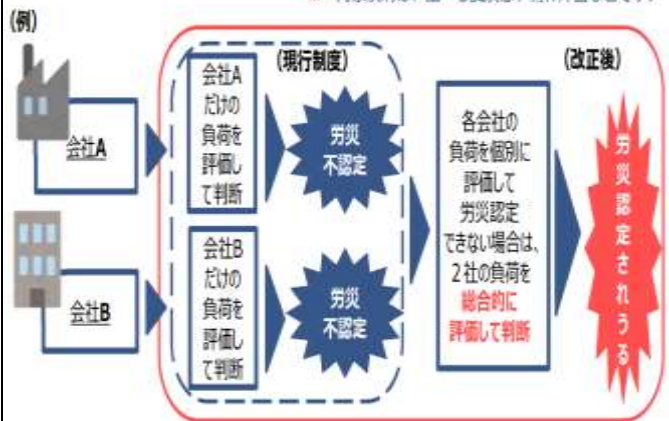 (例)
(現行制度)
(改正後)
会社A
会社A
だけの
負荷を
評価し
て判断
労災
不認定
会社B
会社B
だけの
負荷を
評価し
て判断
労災
不認定
各会社の
負荷を個別に
評価して
労災認定
できない場合は、
2社の負荷を
総合的に
評価して判断
労災認定されうる